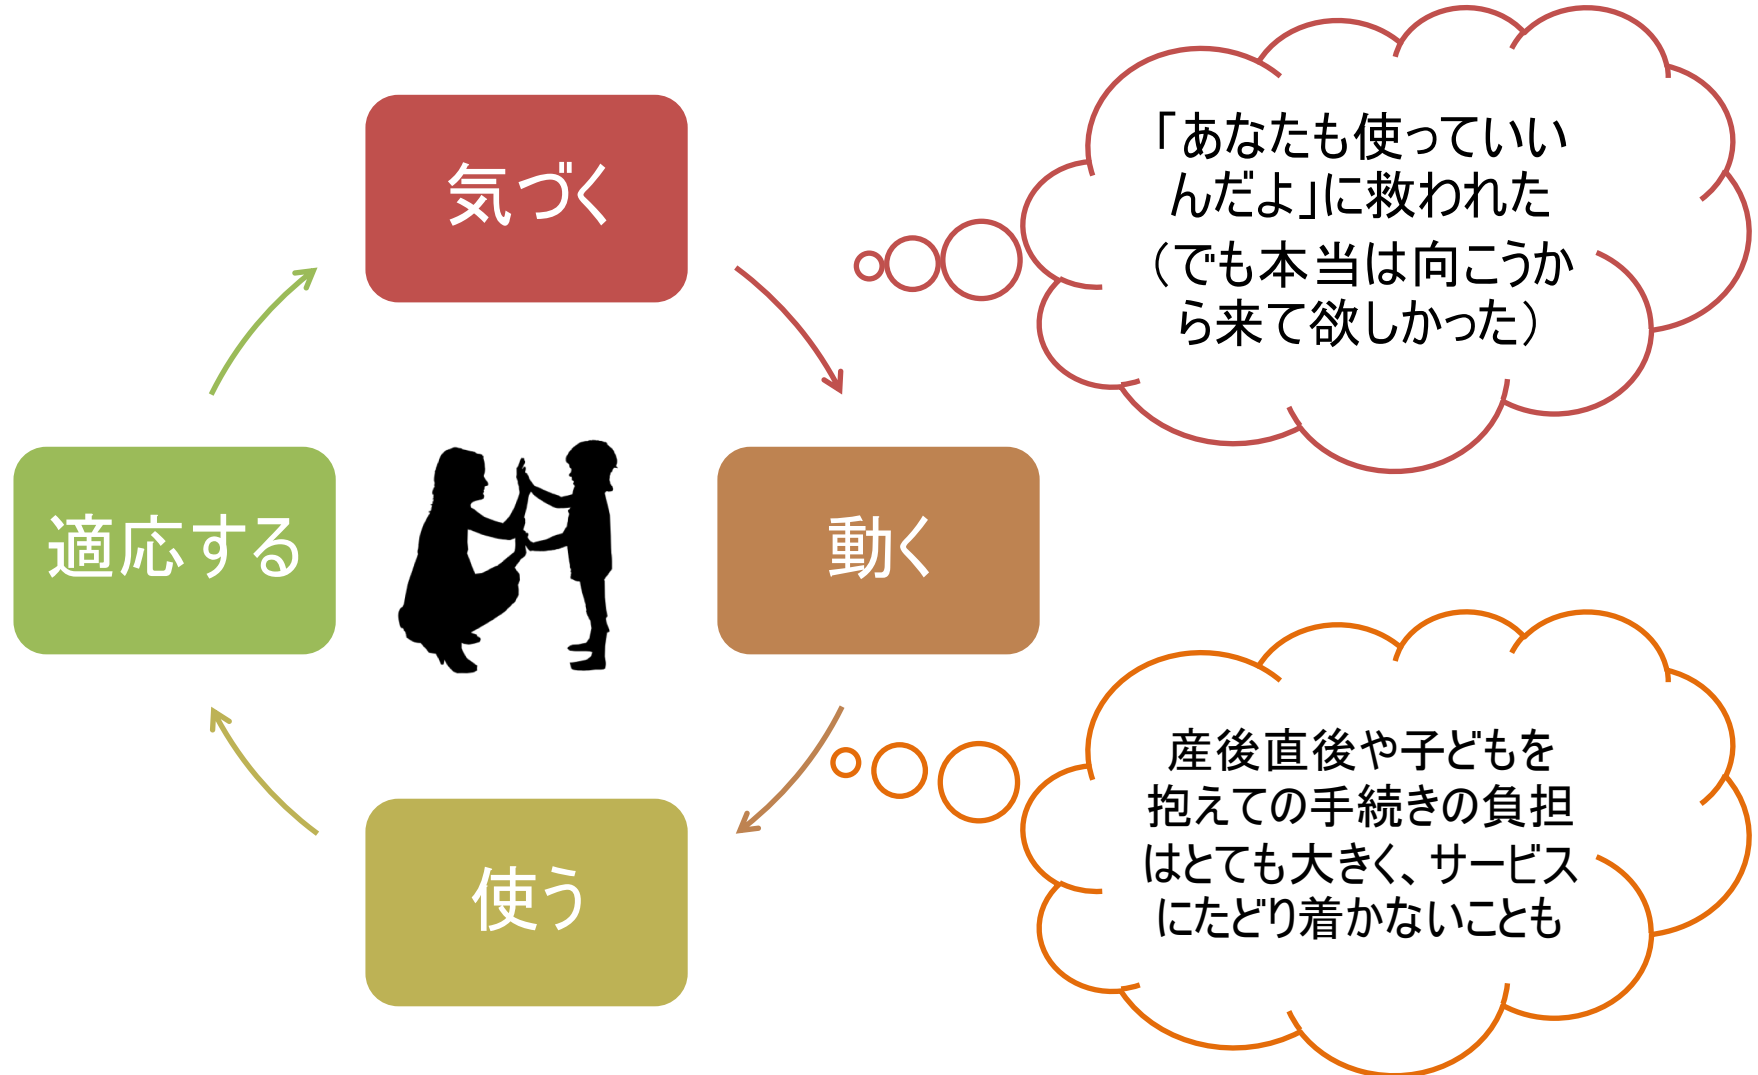 気づく
「あなたも使っていい
んだよ」に救われた
（でも本当は向こうか
ら来て欲しかった）
適応する
動く
使う
産後直後や子どもを
抱えての手続きの負担
はとても大きく、サービス
にたどり着かないことも